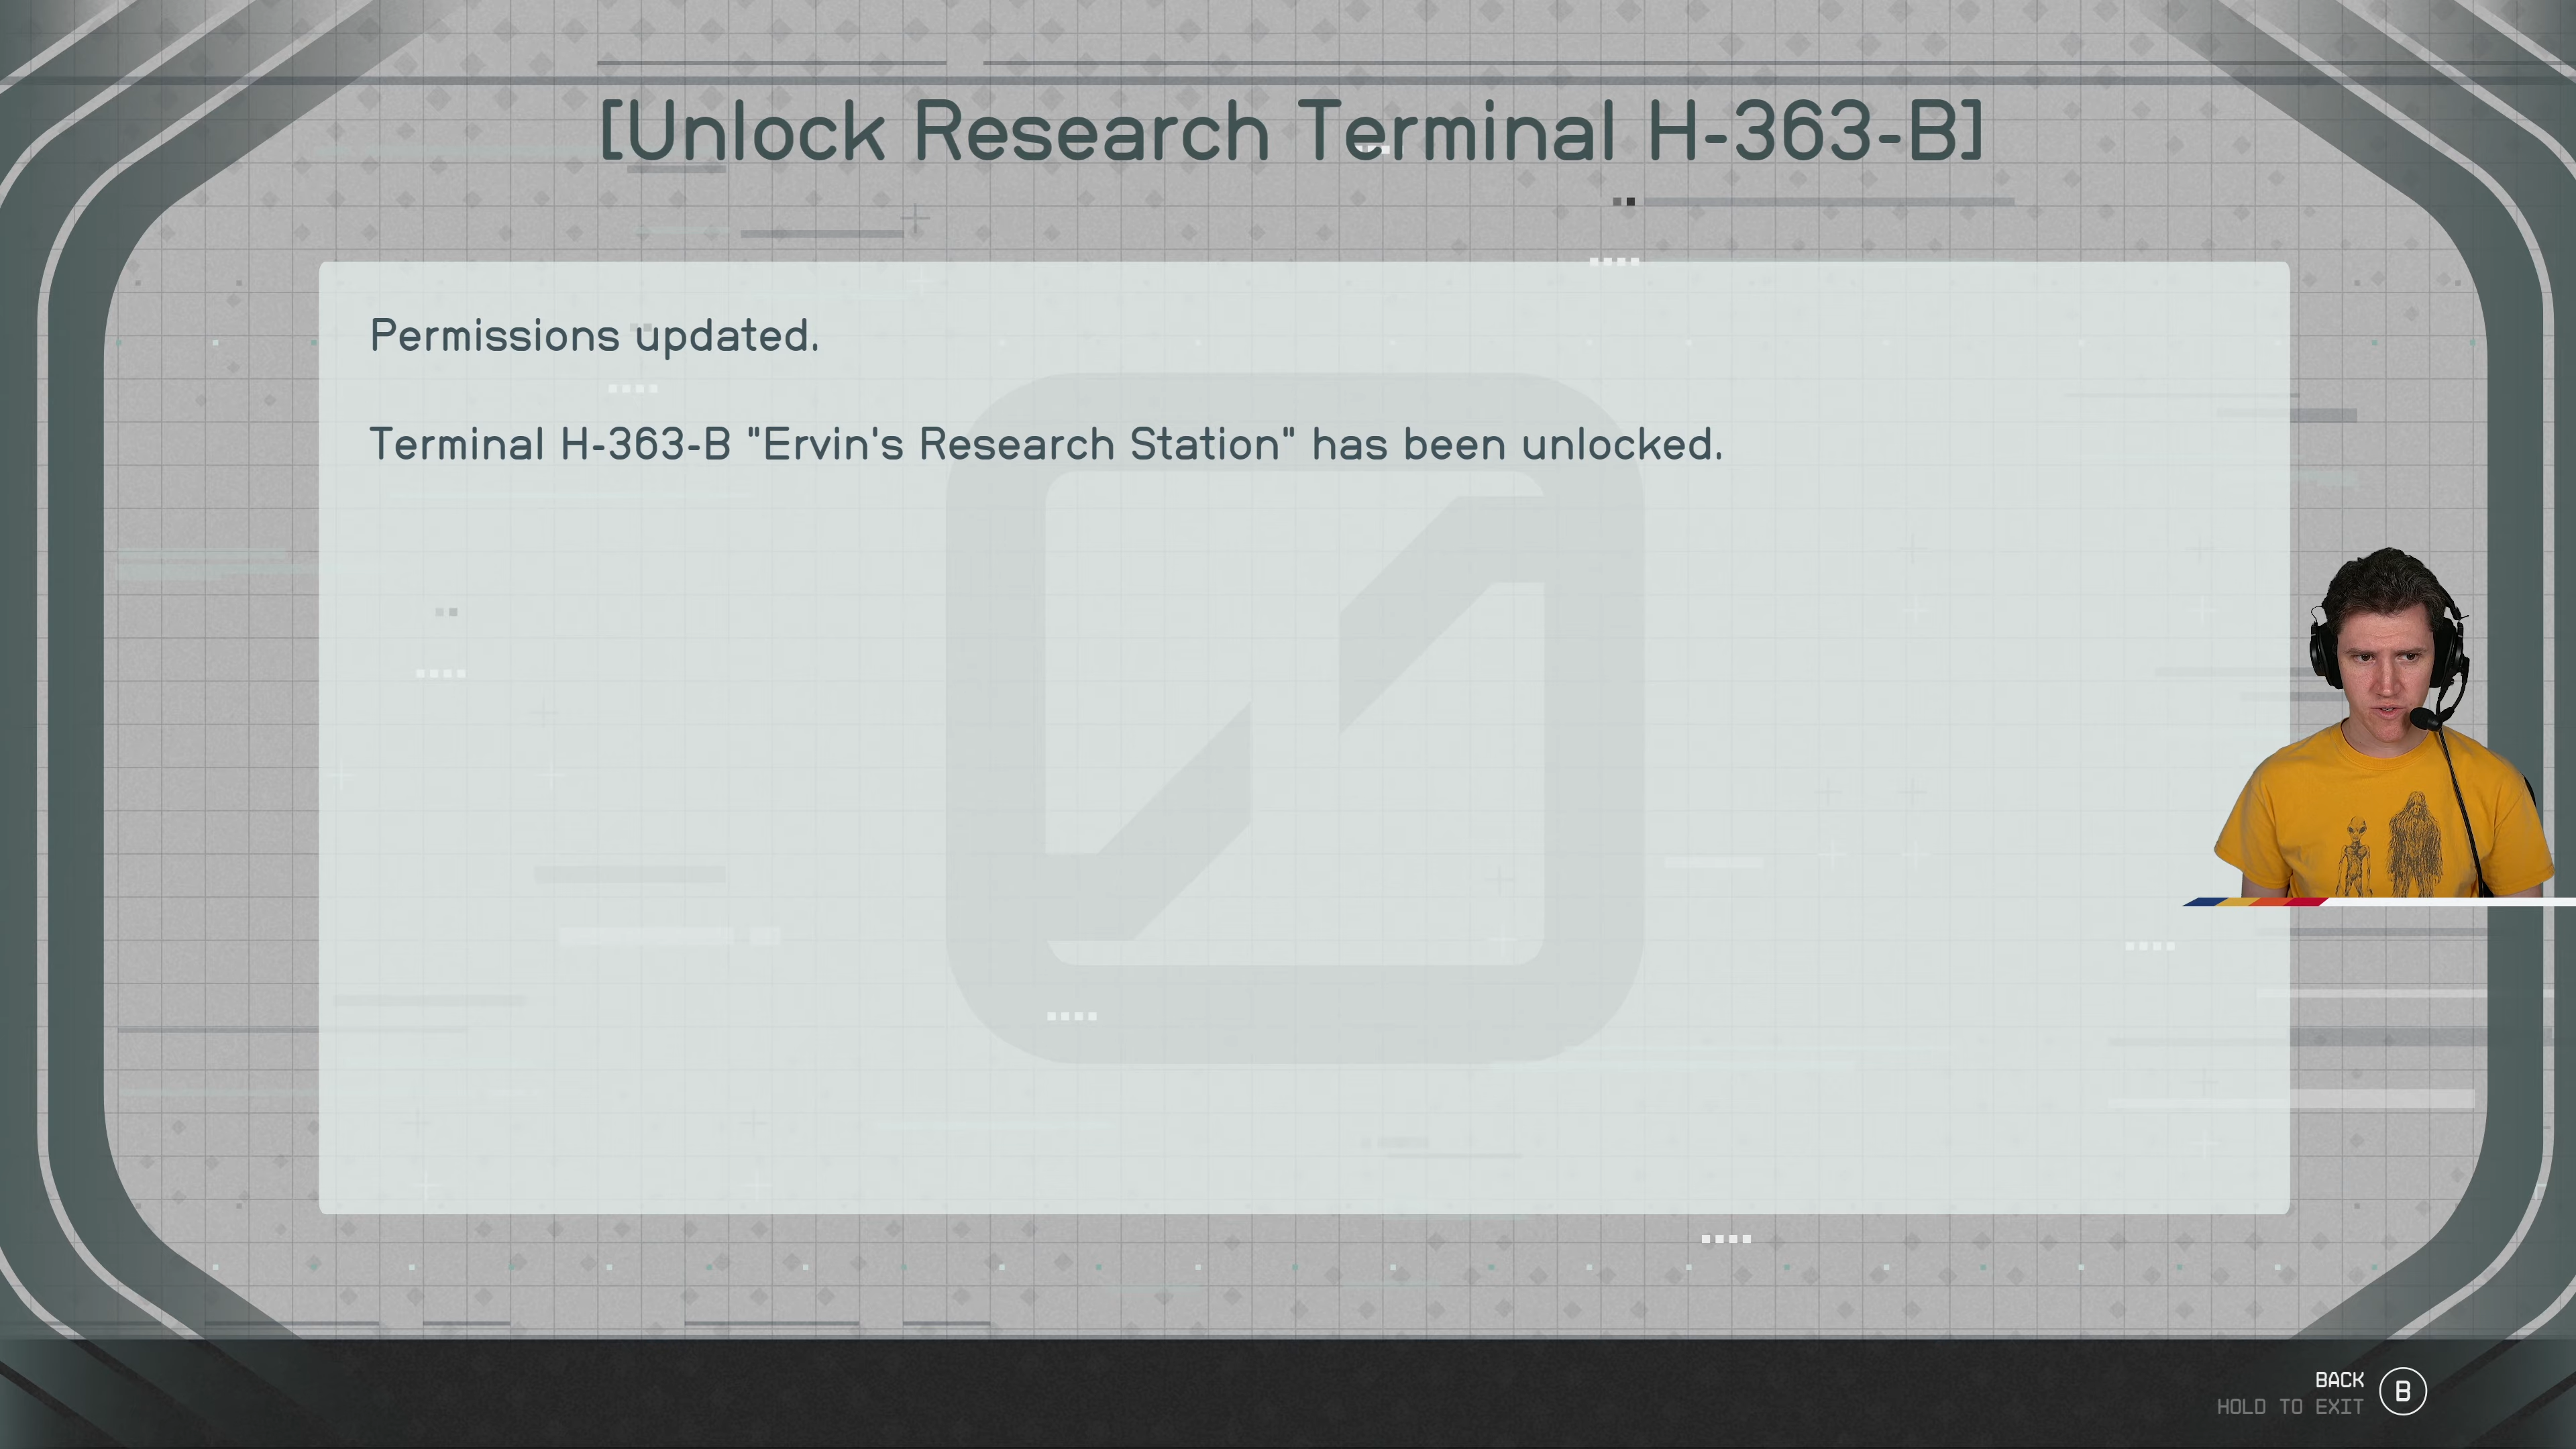 [Unlock Research Terminal H-363-B]
Permissions updated.
Terminal H-363-B "Ervin's Research Station" has been unlocked.
BACK
B
HOLD TO EXIT